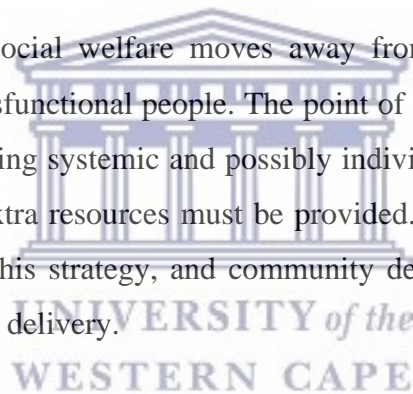 ocial welfare moves away from
sfunctional people. The point of
ing systemic and possibly indivi
xtra resources must be provided.
his strategy, and community de
delivery.
UNIVERSITY of the
WESTERN CAPE